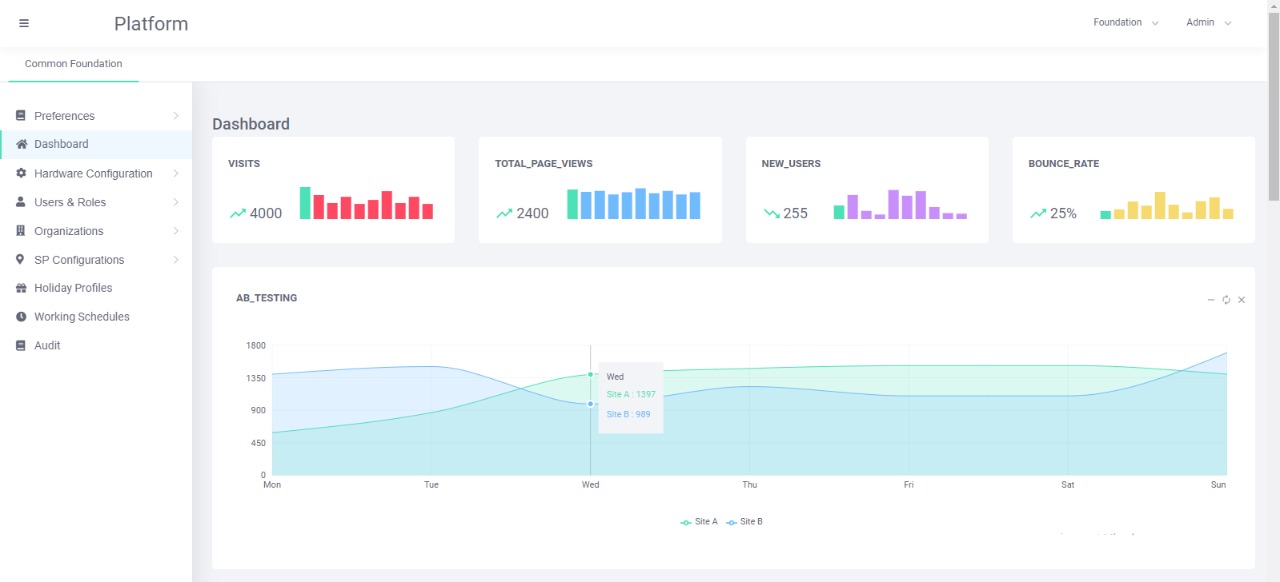 Platform
Foundation
Admin
Common Foundation
Preferences
Dashboard
Hardware Configuration
Users & Roles
Organizations
SP Configurations
Holiday Profiles
Working Schedules
Audit
Dashboard
VISITS
4000
TOTAL_PAGE_VIEWS
2400
NEW_USERS
255
BOUNCE_RATE
25%
AB_TESTING
1800
1350
900
450
0
Wed
Site A : 1397
Site B : 989
Mon Tue Wed Thu Fri Sat Sun
Site A Site B